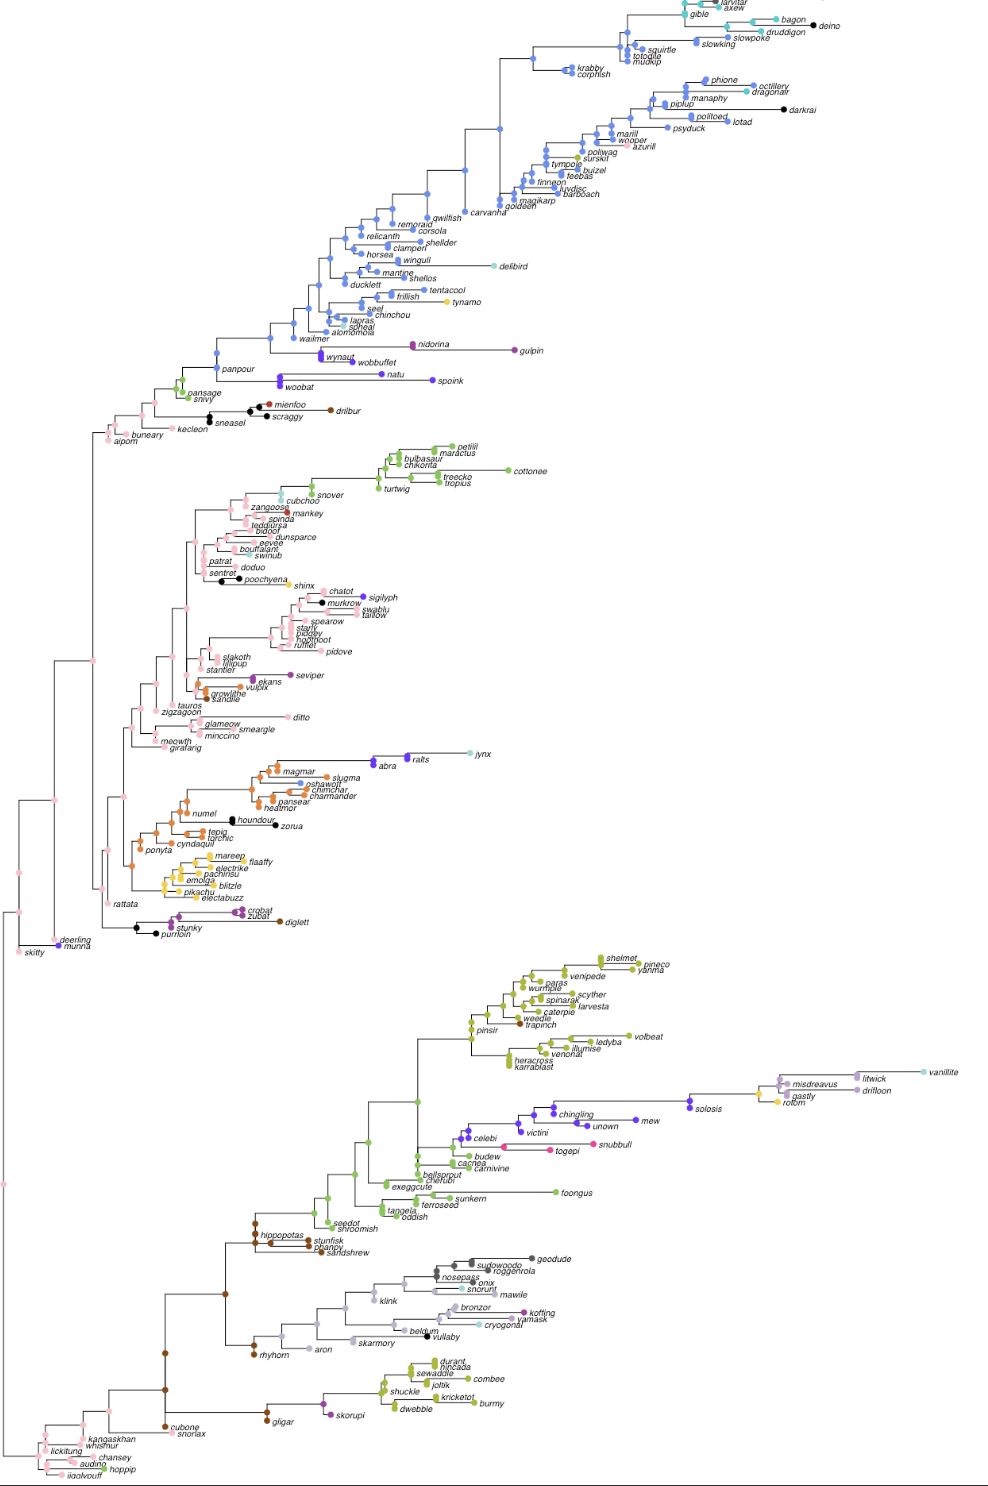 larvitar
axew
gible
bagon
deino
druddigon
slowpoke
slowking
squirtle
totodile
mudkip
krabby
corphish
phione
octillery
dragonair
manaphy
piplup
darkrai
politoed
lotad
psyduck
marill
wooper
azurill
poliwag
surskit
tympole
buizel
feebas
finneon
luvdisc
barboach
magikarp
goldeen
carvanha
qwilfish
remoraid
corsola
relicanth
shellder
clamperl
horsea
wingull
delibird
mantine
shellos
ducklett
tentacool
frillish
tynamo
seel
chinchou
lapras
spheal
alomomola
wailmer
nidorina
gulpin
wynaut
wobbuffet
panpour
natu
spoink
woobat
pansage
snivy
mienfoo
drilbur
scraggy
sneasel
kecleon
buneary
aipom
petilil
maractus
bulbasaur
chikorita
cottonee
treecko
tropius
turtwig
snover
cubchoo
zangoose
mankey
spinda
teddiursa
bidoof
dunsparce
eevee
bouffalant
swinub
patrat
doduo
sentret
poochyena
shinx
chatot
sigilyph
murkrow
swablu
taillow
spearow
starly
pidgey
hoothoot
rufflet
pidove
slakoth
lillipup
stantler
seviper
ekans
vulpix
growlithe
sandile
tauros
zigzagoon
ditto
glameow
smeargle
minccino
meowth
girafarig
jynx
ralts
abra
magmar
slugma
oshawott
chimchar
charmander
pansear
heatmor
numel
houndour
zorua
tepig
torchic
cyndaquil
ponyta
mareep
flaaffy
electrike
pachirisu
emolga
blitzle
pikachu
electabuzz
rattata
crobat
zubat
diglett
stunky
purrloin
deerling
munna
skitty
shelmet
pineco
yanma
venipede
paras
wurmple
scyther
spinarak
larvesta
caterpie
weedle
trapinch
pinsir
volbeat
ledyba
illumise
venonat
heracross
karrablast
vanillite
litwick
misdreavus
drifloon
gastly
rotom
solosis
chingling
mew
unown
victini
celebi
snubbull
togepi
budew
cacnea
carnivine
bellsprout
cherubi
exeggcute
foongus
sunkern
ferroseed
tangela
oddish
seedot
shroomish
hippopotas
stunfisk
phanpy
sandshrew
geodude
sudowoodo
roggenrola
nosepass
onix
snorunt
mawile
klink
bronzor
koffing
yamask
cryogonal
beldum
vullaby
skarmory
aron
rhyhorn
durant
nincada
sewaddle
combee
joltik
shuckle
kricketot
burmy
dwebble
skorupi
gligar
cubone
snorlax
kangaskhan
whismur
lickitung
chansey
audino
hoppip
jigglypuff